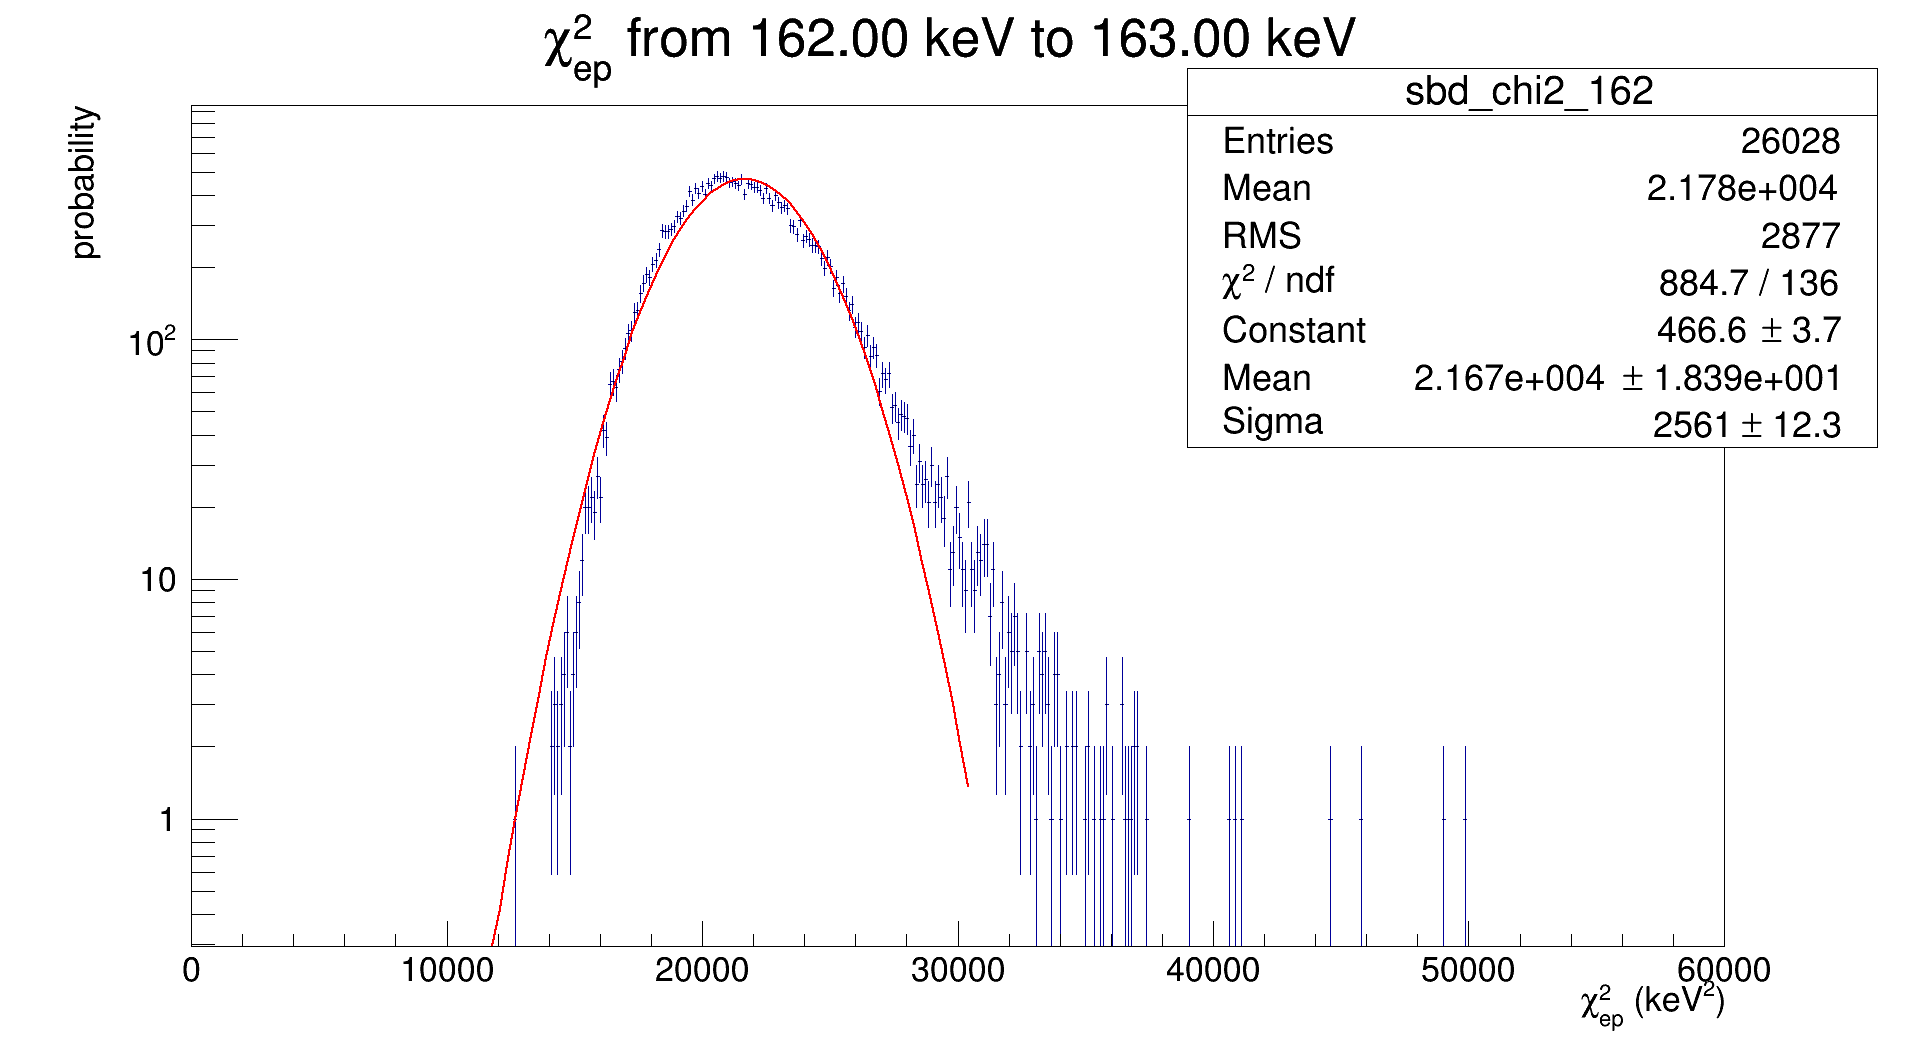 χ²ep from 162.00 keV to 163.00 keV
sbd_chi2_162
Entries 26028
Mean 2.178e+004
RMS 2877
χ² / ndf 884.7 / 136
Constant 466.6 ± 3.7
Mean 2.167e+004 ± 1.839e+001
Sigma 2561 ± 12.3
probability
10²
10
1
0 10000 20000 30000 40000 50000 60000
χ²ep (keV²)